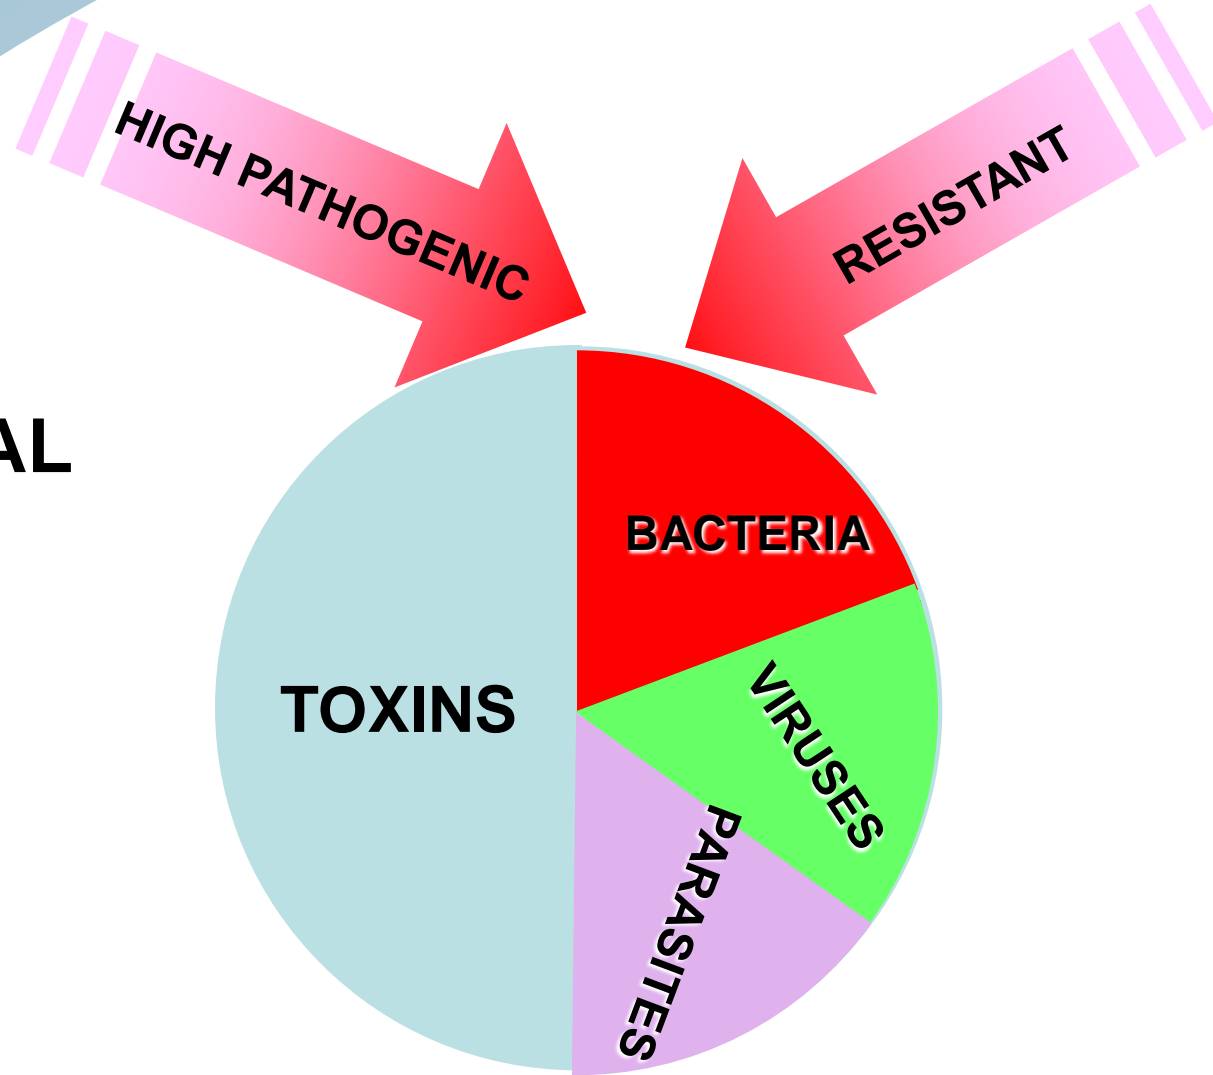 HIGH PATHOGENIC
RESISTANT
AL
BACTERIA
TOXINS
VIRUSES
PARASITES